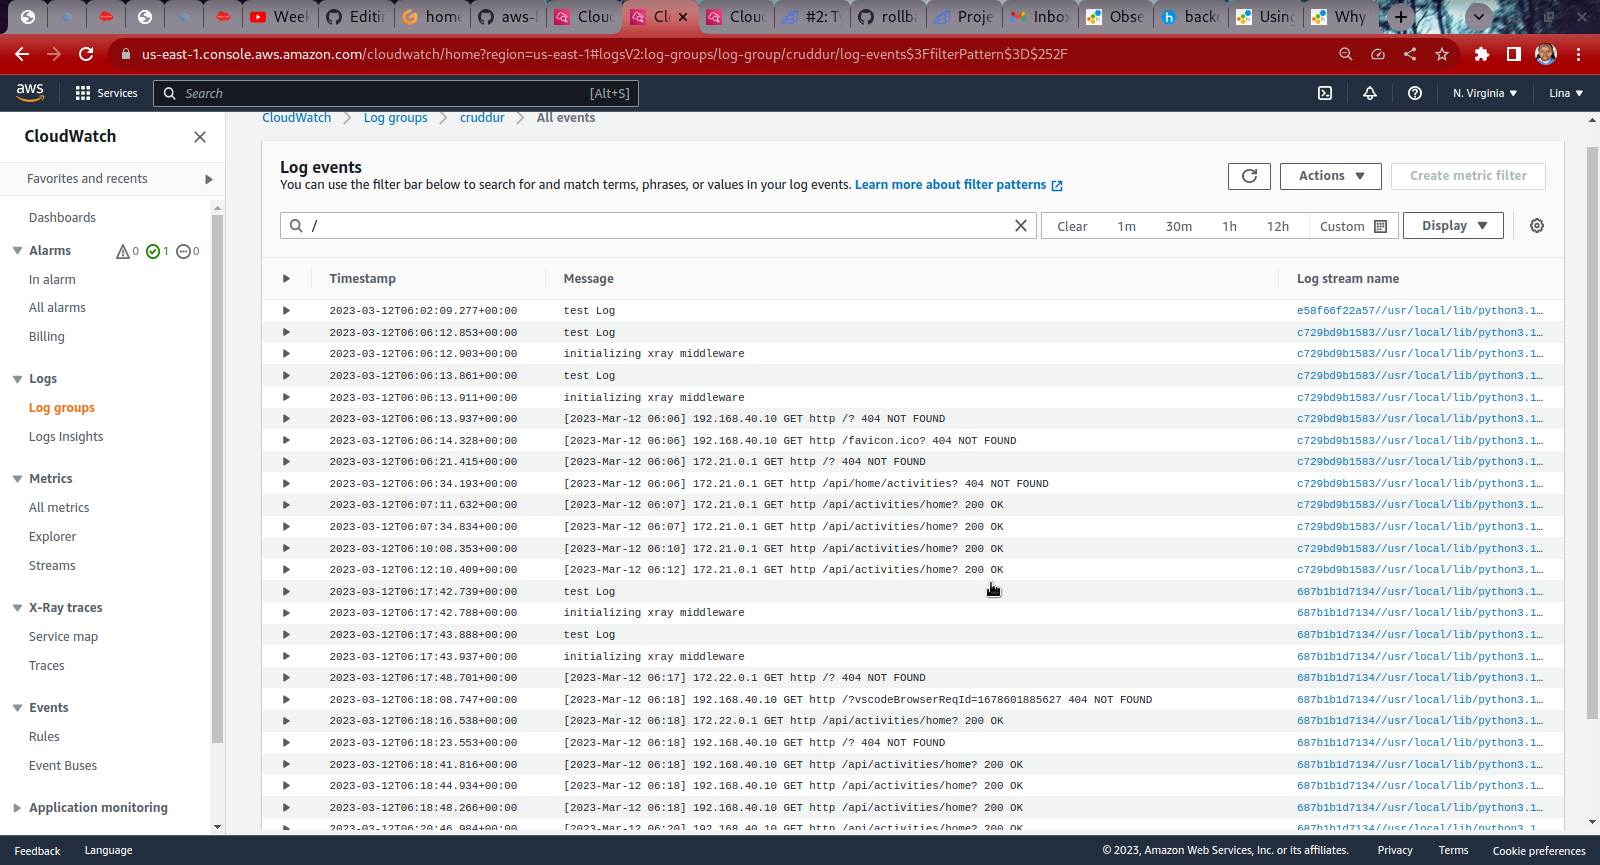 Week
Editin
home
aws-
Cloud
Cl
Cloud
#2: Ty
rollba
Proje
Inbox
Obse
backe
Using
Why
us-east-1.console.aws.amazon.com/cloudwatch/home?region=us-east-1#logsV2:log-groups/log-group/cruddur/log-events$3FfilterPattern$3D$252F
aws Services Search [Alt+S] N. Virginia Lina
CloudWatch
Favorites and recents
Dashboards
Alarms 0 1 0
In alarm
All alarms
Billing
Logs
Log groups
Logs Insights
Metrics
All metrics
Explorer
Streams
X-Ray traces
Service map
Traces
Events
Rules
Event Buses
Application monitoring
CloudWatch Log groups cruddur All events
Log events
You can use the filter bar below to search for and match terms, phrases, or values in your log events. Learn more about filter patterns
Actions Create metric filter
/ Clear 1m 30m 1h 12h Custom Display
Timestamp Message Log stream name
2023-03-12T06:02:09.277+00:00 test Log e58f66f22a57//usr/local/lib/python3.1…
2023-03-12T06:06:12.853+00:00 test Log c729bd9b1583//usr/local/lib/python3.1…
2023-03-12T06:06:12.903+00:00 initializing xray middleware c729bd9b1583//usr/local/lib/python3.1…
2023-03-12T06:06:13.861+00:00 test Log c729bd9b1583//usr/local/lib/python3.1…
2023-03-12T06:06:13.911+00:00 initializing xray middleware c729bd9b1583//usr/local/lib/python3.1…
2023-03-12T06:06:13.937+00:00 [2023-Mar-12 06:06] 192.168.40.10 GET http /? 404 NOT FOUND c729bd9b1583//usr/local/lib/python3.1…
2023-03-12T06:06:14.328+00:00 [2023-Mar-12 06:06] 192.168.40.10 GET http /favicon.ico? 404 NOT FOUND c729bd9b1583//usr/local/lib/python3.1…
2023-03-12T06:06:21.415+00:00 [2023-Mar-12 06:06] 172.21.0.1 GET http /? 404 NOT FOUND c729bd9b1583//usr/local/lib/python3.1…
2023-03-12T06:06:34.193+00:00 [2023-Mar-12 06:06] 172.21.0.1 GET http /api/home/activities? 404 NOT FOUND c729bd9b1583//usr/local/lib/python3.1…
2023-03-12T06:07:11.632+00:00 [2023-Mar-12 06:07] 172.21.0.1 GET http /api/activities/home? 200 OK c729bd9b1583//usr/local/lib/python3.1…
2023-03-12T06:07:34.834+00:00 [2023-Mar-12 06:07] 172.21.0.1 GET http /api/activities/home? 200 OK c729bd9b1583//usr/local/lib/python3.1…
2023-03-12T06:10:08.353+00:00 [2023-Mar-12 06:10] 172.21.0.1 GET http /api/activities/home? 200 OK c729bd9b1583//usr/local/lib/python3.1…
2023-03-12T06:12:10.409+00:00 [2023-Mar-12 06:12] 172.21.0.1 GET http /api/activities/home? 200 OK c729bd9b1583//usr/local/lib/python3.1…
2023-03-12T06:17:42.739+00:00 test Log 687b1b1d7134//usr/local/lib/python3.1…
2023-03-12T06:17:42.788+00:00 initializing xray middleware 687b1b1d7134//usr/local/lib/python3.1…
2023-03-12T06:17:43.888+00:00 test Log 687b1b1d7134//usr/local/lib/python3.1…
2023-03-12T06:17:43.937+00:00 initializing xray middleware 687b1b1d7134//usr/local/lib/python3.1…
2023-03-12T06:17:48.701+00:00 [2023-Mar-12 06:17] 172.22.0.1 GET http /? 404 NOT FOUND 687b1b1d7134//usr/local/lib/python3.1…
2023-03-12T06:18:08.747+00:00 [2023-Mar-12 06:18] 192.168.40.10 GET http /?vscodeBrowserReqId=1678601885627 404 NOT FOUND 687b1b1d7134//usr/local/lib/python3.1…
2023-03-12T06:18:16.538+00:00 [2023-Mar-12 06:18] 172.22.0.1 GET http /api/activities/home? 200 OK 687b1b1d7134//usr/local/lib/python3.1…
2023-03-12T06:18:23.553+00:00 [2023-Mar-12 06:18] 192.168.40.10 GET http /? 404 NOT FOUND 687b1b1d7134//usr/local/lib/python3.1…
2023-03-12T06:18:41.816+00:00 [2023-Mar-12 06:18] 192.168.40.10 GET http /api/activities/home? 200 OK 687b1b1d7134//usr/local/lib/python3.1…
2023-03-12T06:18:44.934+00:00 [2023-Mar-12 06:18] 192.168.40.10 GET http /api/activities/home? 200 OK 687b1b1d7134//usr/local/lib/python3.1…
2023-03-12T06:18:48.266+00:00 [2023-Mar-12 06:18] 192.168.40.10 GET http /api/activities/home? 200 OK 687b1b1d7134//usr/local/lib/python3.1…
2023-03-12T06:20:46.984+00:00 [2023-Mar-12 06:20] 192.168.40.10 GET http /api/activities/home? 200 OK 687b1b1d7134//usr/local/lib/python3.1…
Feedback Language © 2023, Amazon Web Services, Inc. or its affiliates. Privacy Terms Cookie preferences